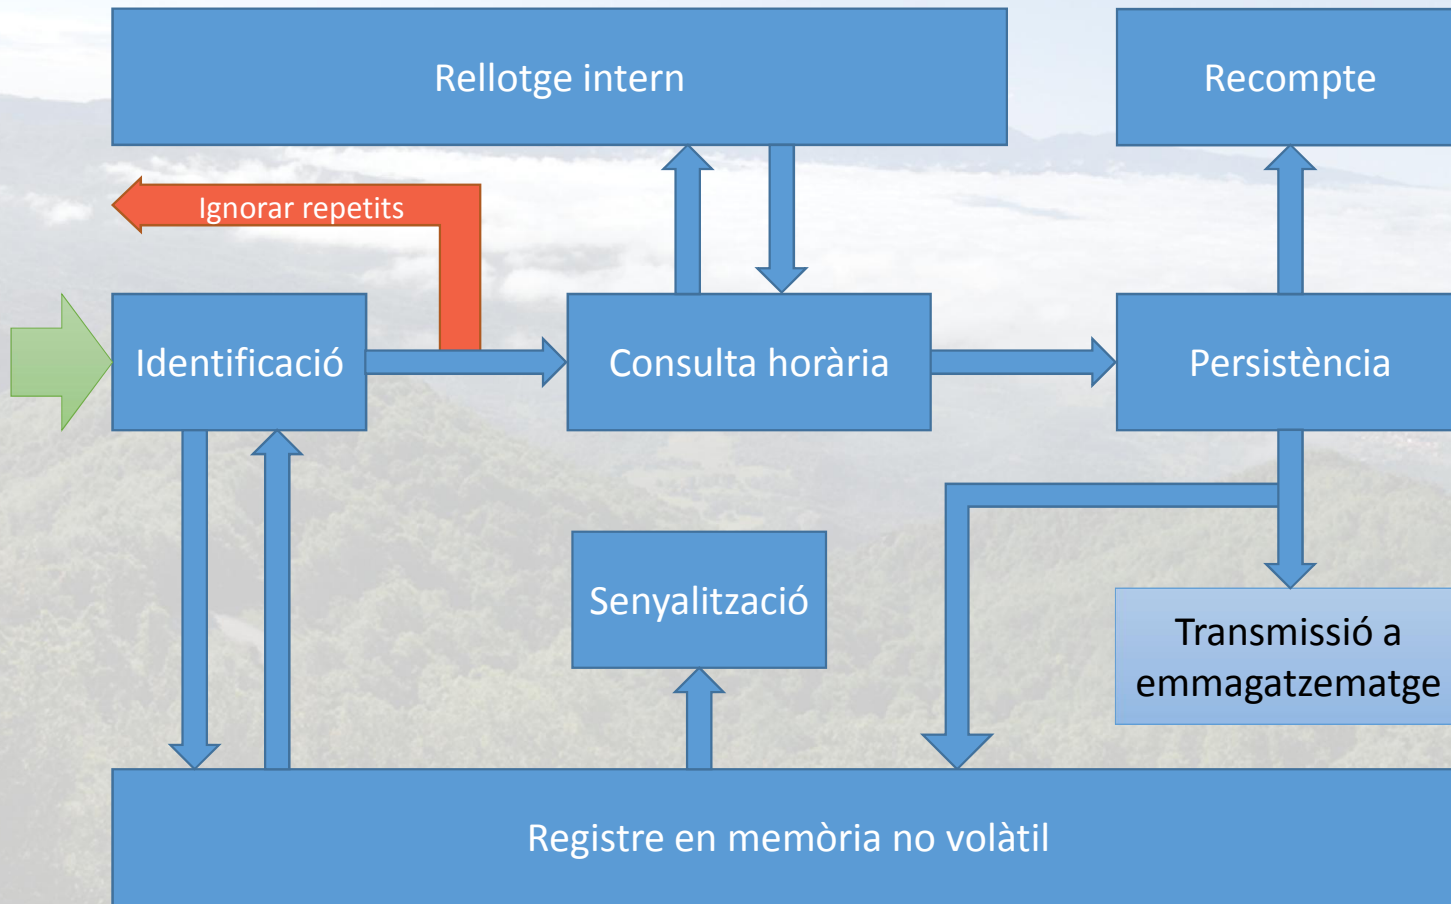 Rellotge intern
Recompte
Ignorar repetits
Identificació
Consulta horària
Persistència
Senyalització
Transmissió a
emmagatzematge
Registre en memòria no volàtil